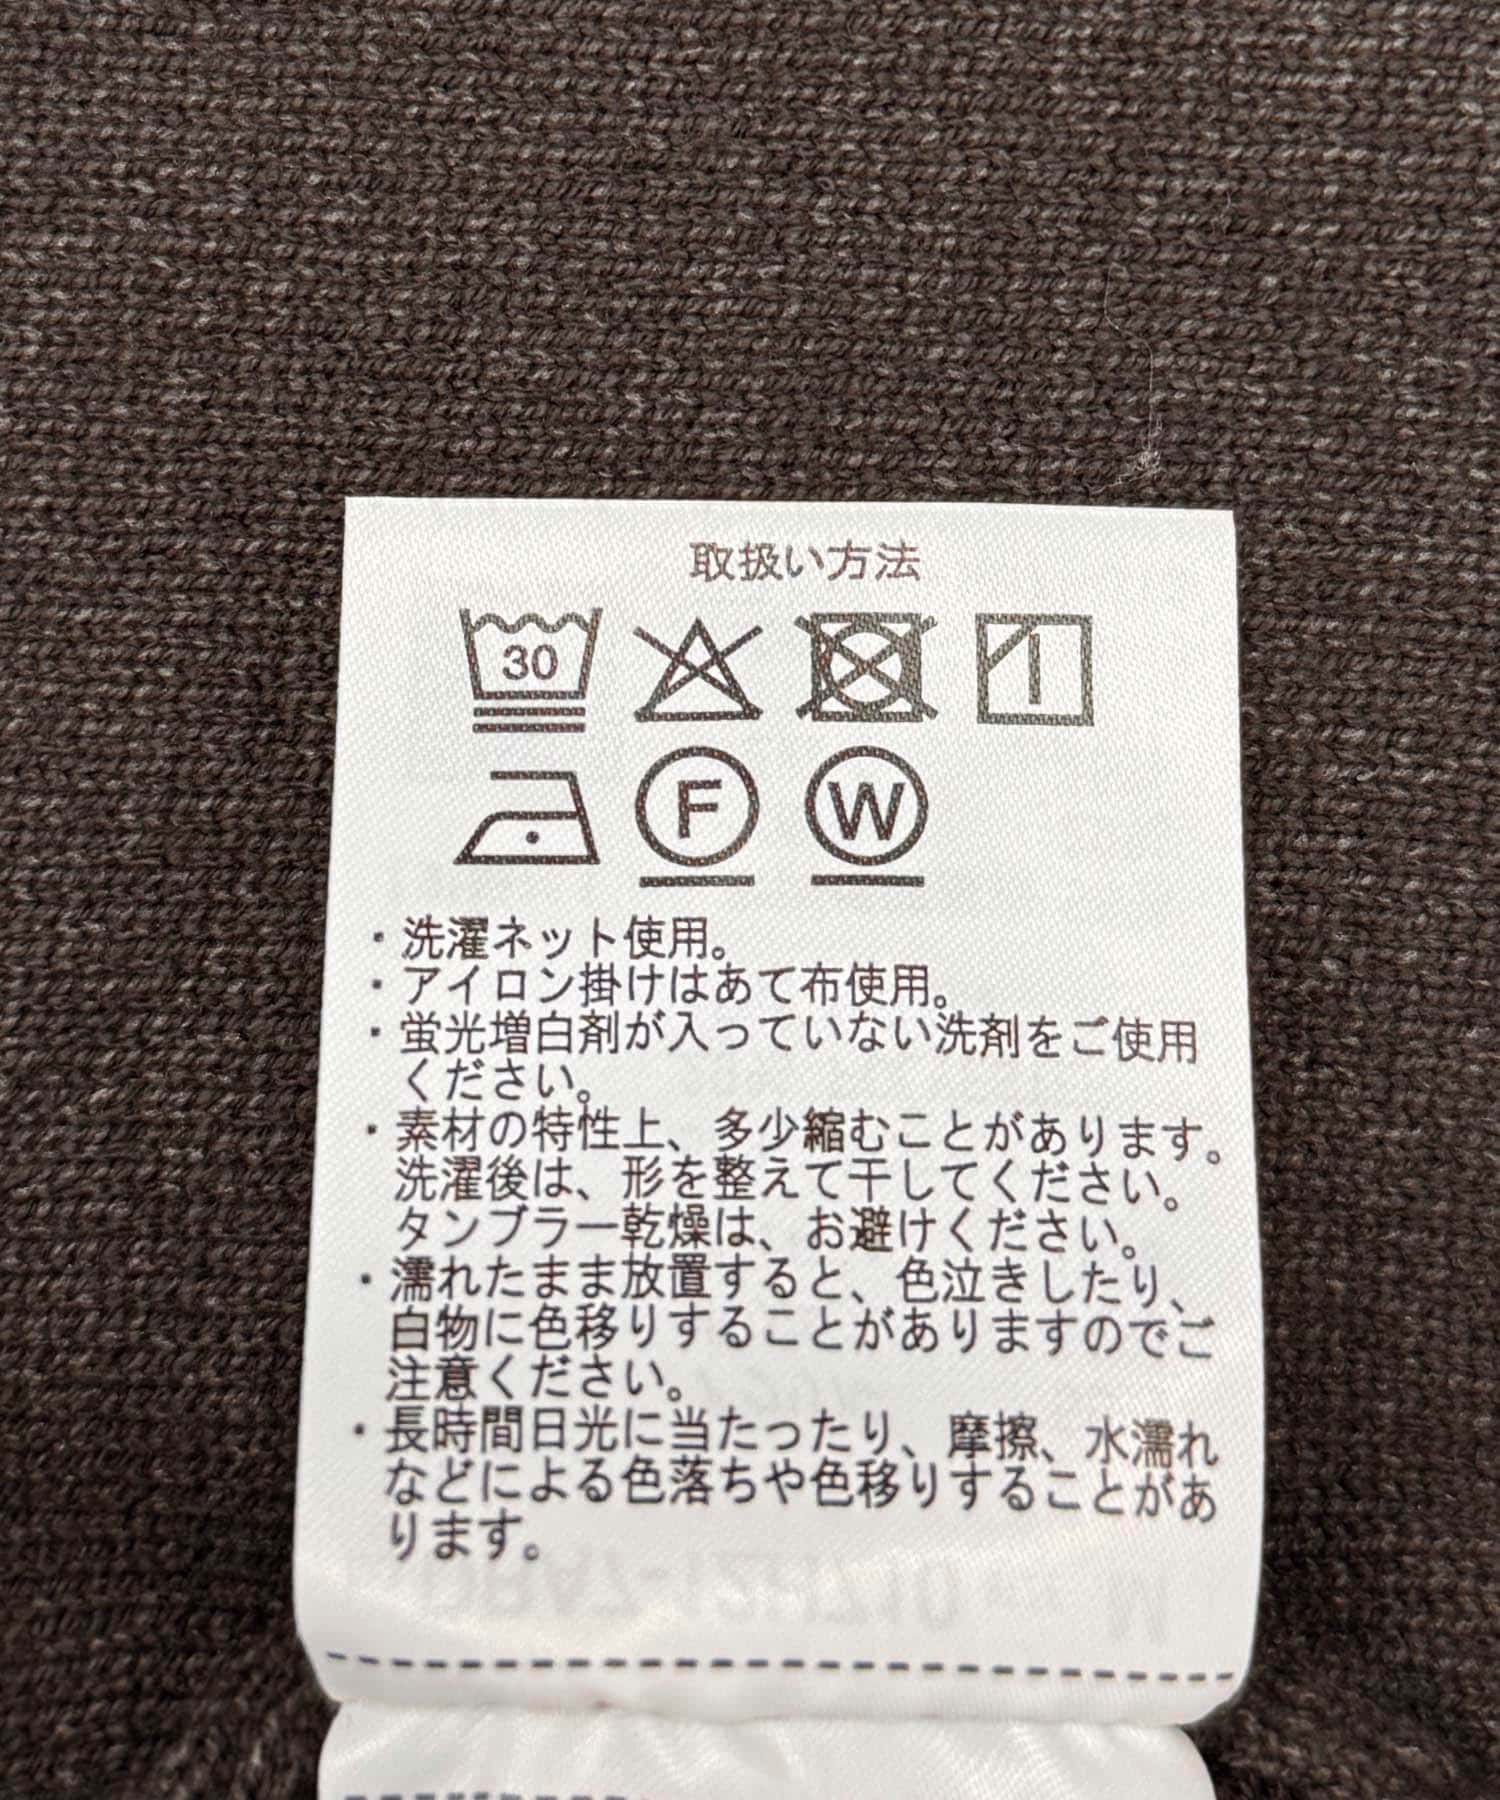 取扱い方法
30
F W
・洗濯ネット使用。
・アイロン掛けはあて布使用。
・蛍光増白剤が入っていない洗剤をご使用
ください。
・素材の特性上、多少縮むことがあります。
洗濯後は、形を整えて干してください。
タンブラー乾燥は、お避けください。
・濡れたまま放置すると、色泣きしたり、
白物に色移りすることがありますのでご
注意ください。
・長時間日光に当たったり、摩擦、水濡れ
などによる色落ちや色移りすることがあ
ります。